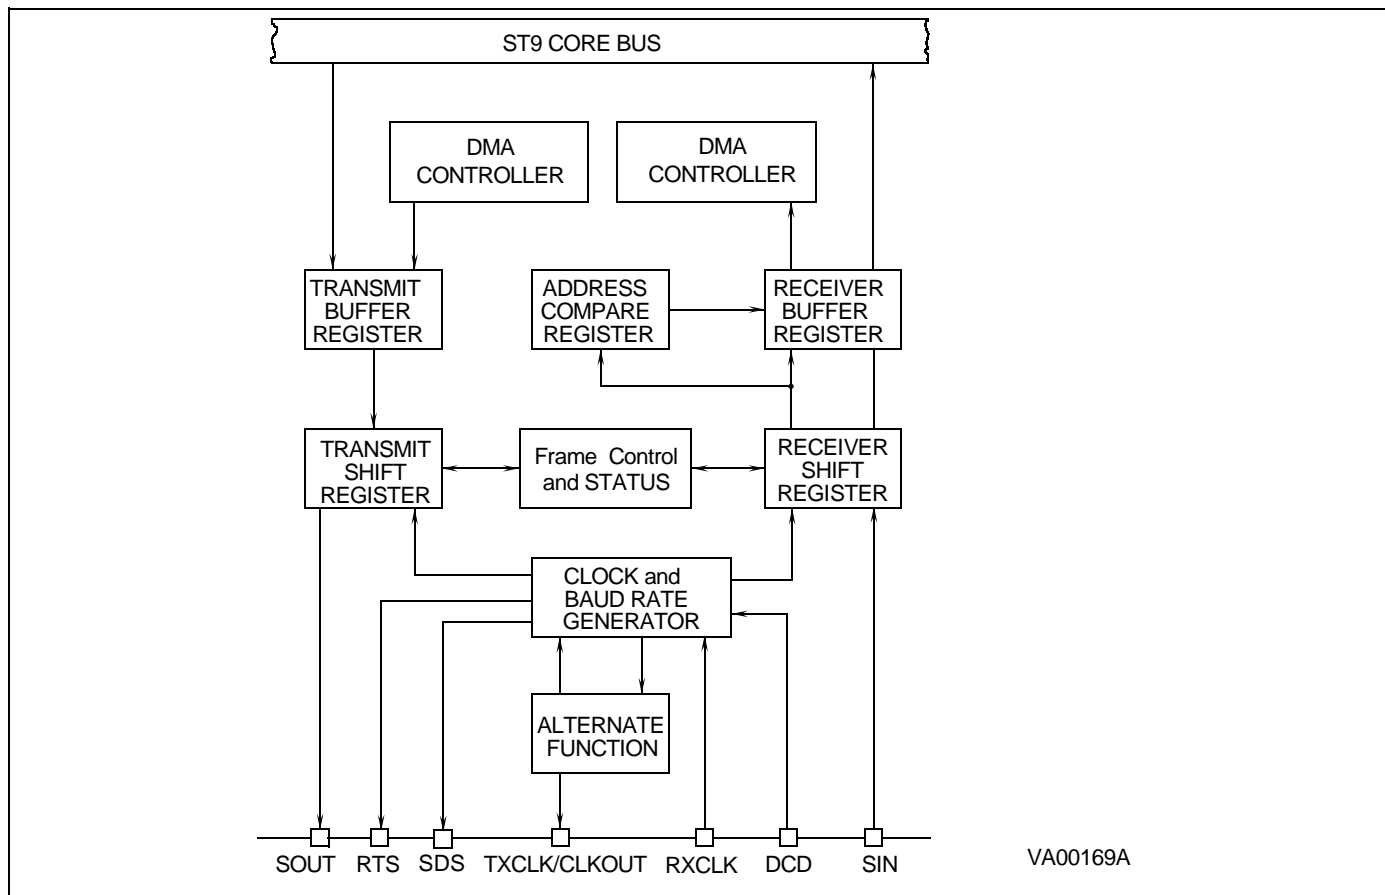 ST9 CORE BUS
DMA
CONTROLLER
DMA
CONTROLLER
TRANSMIT
BUFFER
REGISTER
ADDRESS
COMPARE
REGISTER
RECEIVER
BUFFER
REGISTER
TRANSMIT
SHIFT
REGISTER
Frame Control
and STATUS
RECEIVER
SHIFT
REGISTER
CLOCK and
BAUD RATE
GENERATOR
ALTERNATE
FUNCTION
SOUT
RTS
SDS
TXCLK/CLKOUT
RXCLK
DCD
SIN
VA00169A